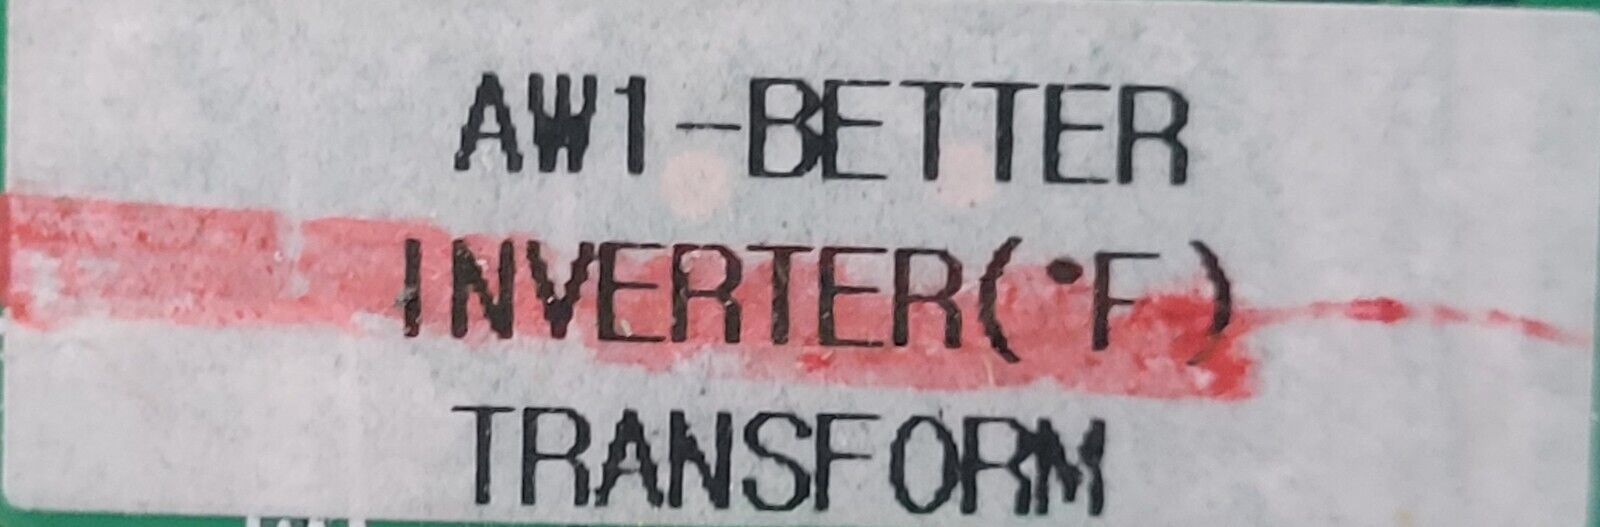 AW1-BETTER
INVERTER(°F)
TRANSFORM